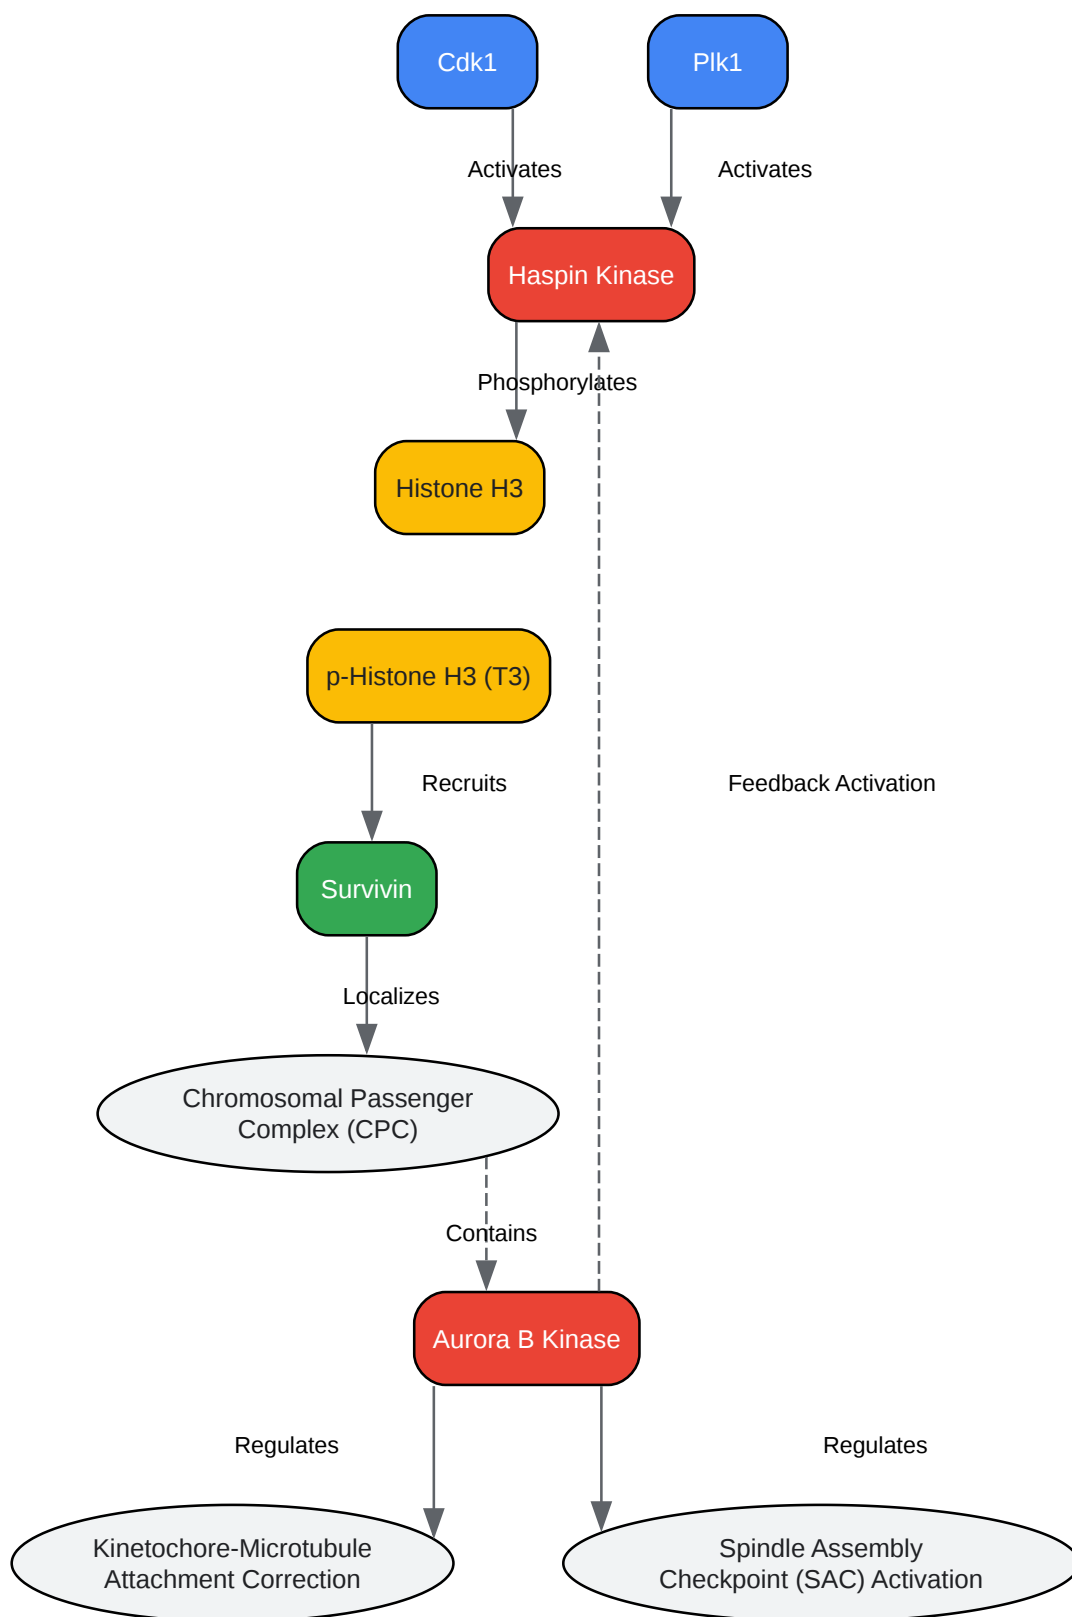 Cdk1
Plk1
Activates
Activates
Haspin Kinase
Phosphorylates
Histone H3
p-Histone H3 (T3)
Recruits
Feedback Activation
Survivin
Localizes
Chromosomal Passenger
Complex (CPC)
Contains
Aurora B Kinase
Regulates
Regulates
Kinetochore-Microtubule
Attachment Correction
Spindle Assembly
Checkpoint (SAC) Activation